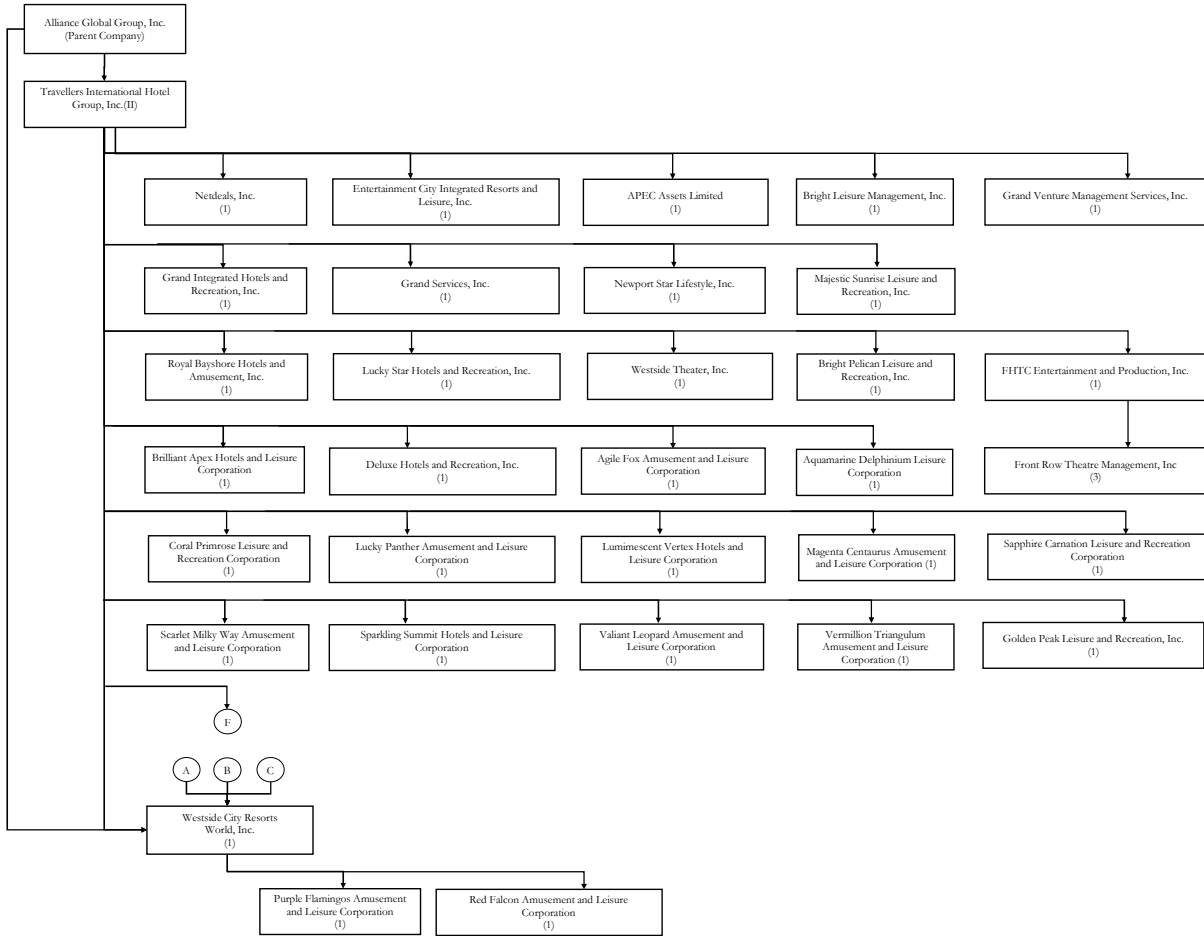 Alliance Global Group, Inc.
(Parent Company)
Travellers International Hotel
Group, Inc.(II)
Netdeals, Inc.
(1)
Entertainment City Integrated Resorts and
Leisure, Inc.
(1)
APEC Assets Limited
(1)
Bright Leisure Management, Inc.
(1)
Grand Venture Management Services, Inc.
(1)
Grand Integrated Hotels and
Recreation, Inc.
(1)
Grand Services, Inc.
(1)
Newport Star Lifestyle, Inc.
(1)
Majestic Sunrise Leisure and
Recreation, Inc.
(1)
Royal Bayshore Hotels and
Amusement, Inc.
(1)
Lucky Star Hotels and Recreation, Inc.
(1)
Westside Theater, Inc.
(1)
Bright Pelican Leisure and
Recreation, Inc.
(1)
FHTC Entertainment and Production, Inc.
(1)
Brilliant Apex Hotels and Leisure
Corporation
(1)
Deluxe Hotels and Recreation, Inc.
(1)
Agile Fox Amusement and Leisure
Corporation
(1)
Aquamarine Delphinium Leisure
Corporation
(1)
Front Row Theatre Management, Inc
(3)
Coral Primrose Leisure and
Recreation Corporation
(1)
Lucky Panther Amusement and Leisure
Corporation
(1)
Lumimescent Vertex Hotels and
Leisure Corporation
(1)
Magenta Centaurus Amusement
and Leisure Corporation (1)
Sapphire Carnation Leisure and Recreation
Corporation
(1)
Scarlet Milky Way Amusement
and Leisure Corporation
(1)
Sparkling Summit Hotels and Leisure
Corporation
(1)
Valiant Leopard Amusement and
Leisure Corporation
(1)
Vermillion Triangulum
Amusement and Leisure
Corporation (1)
Golden Peak Leisure and Recreation, Inc.
(1)
F
A
B
C
Westside City Resorts
World, Inc.
(1)
Purple Flamingos Amusement
and Leisure Corporation
(1)
Red Falcon Amusement and Leisure
Corporation
(1)